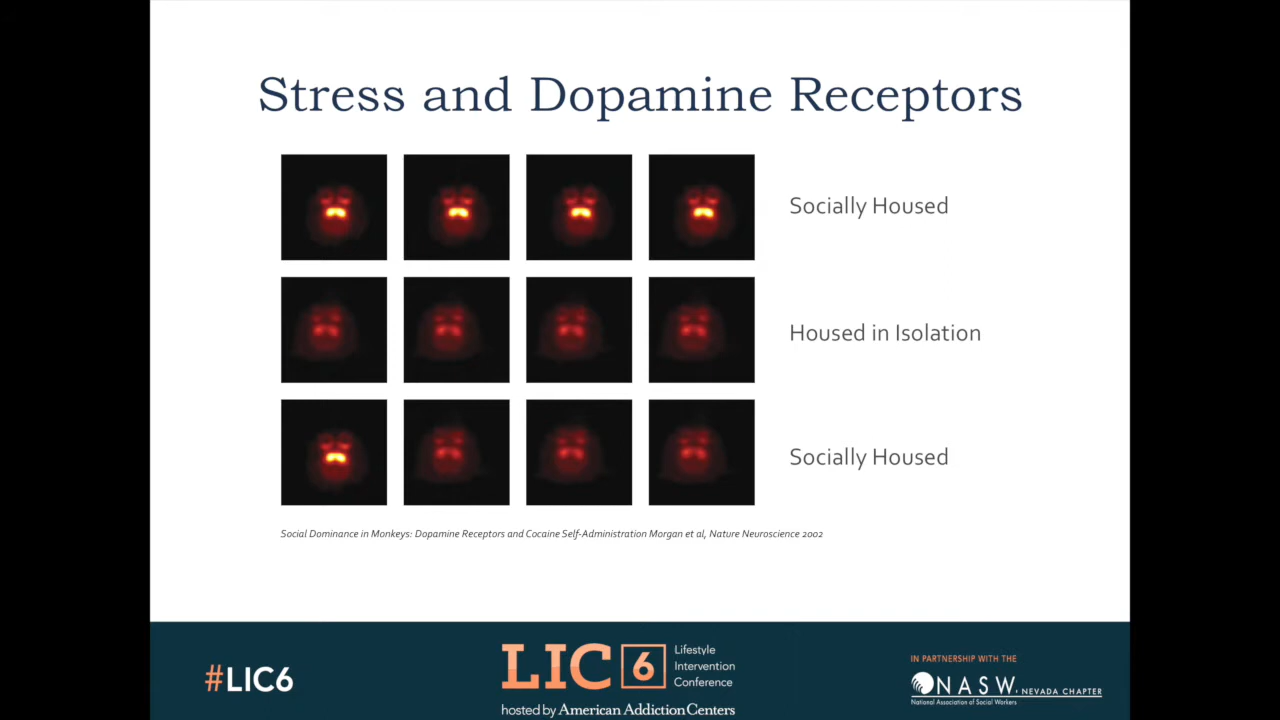 Stress and Dopamine Receptors
Socially Housed
Housed in Isolation
Socially Housed
Social Dominance in Monkeys: Dopamine Receptors and Cocaine Self-Administration Morgan et al, Nature Neuroscience 2002
#LIC6
LIC 6
Lifestyle
Intervention
Conference
hosted by American Addiction Centers
IN PARTNERSHIP WITH THE
NASW, NEVADA CHAPTER
National Association of Social Workers